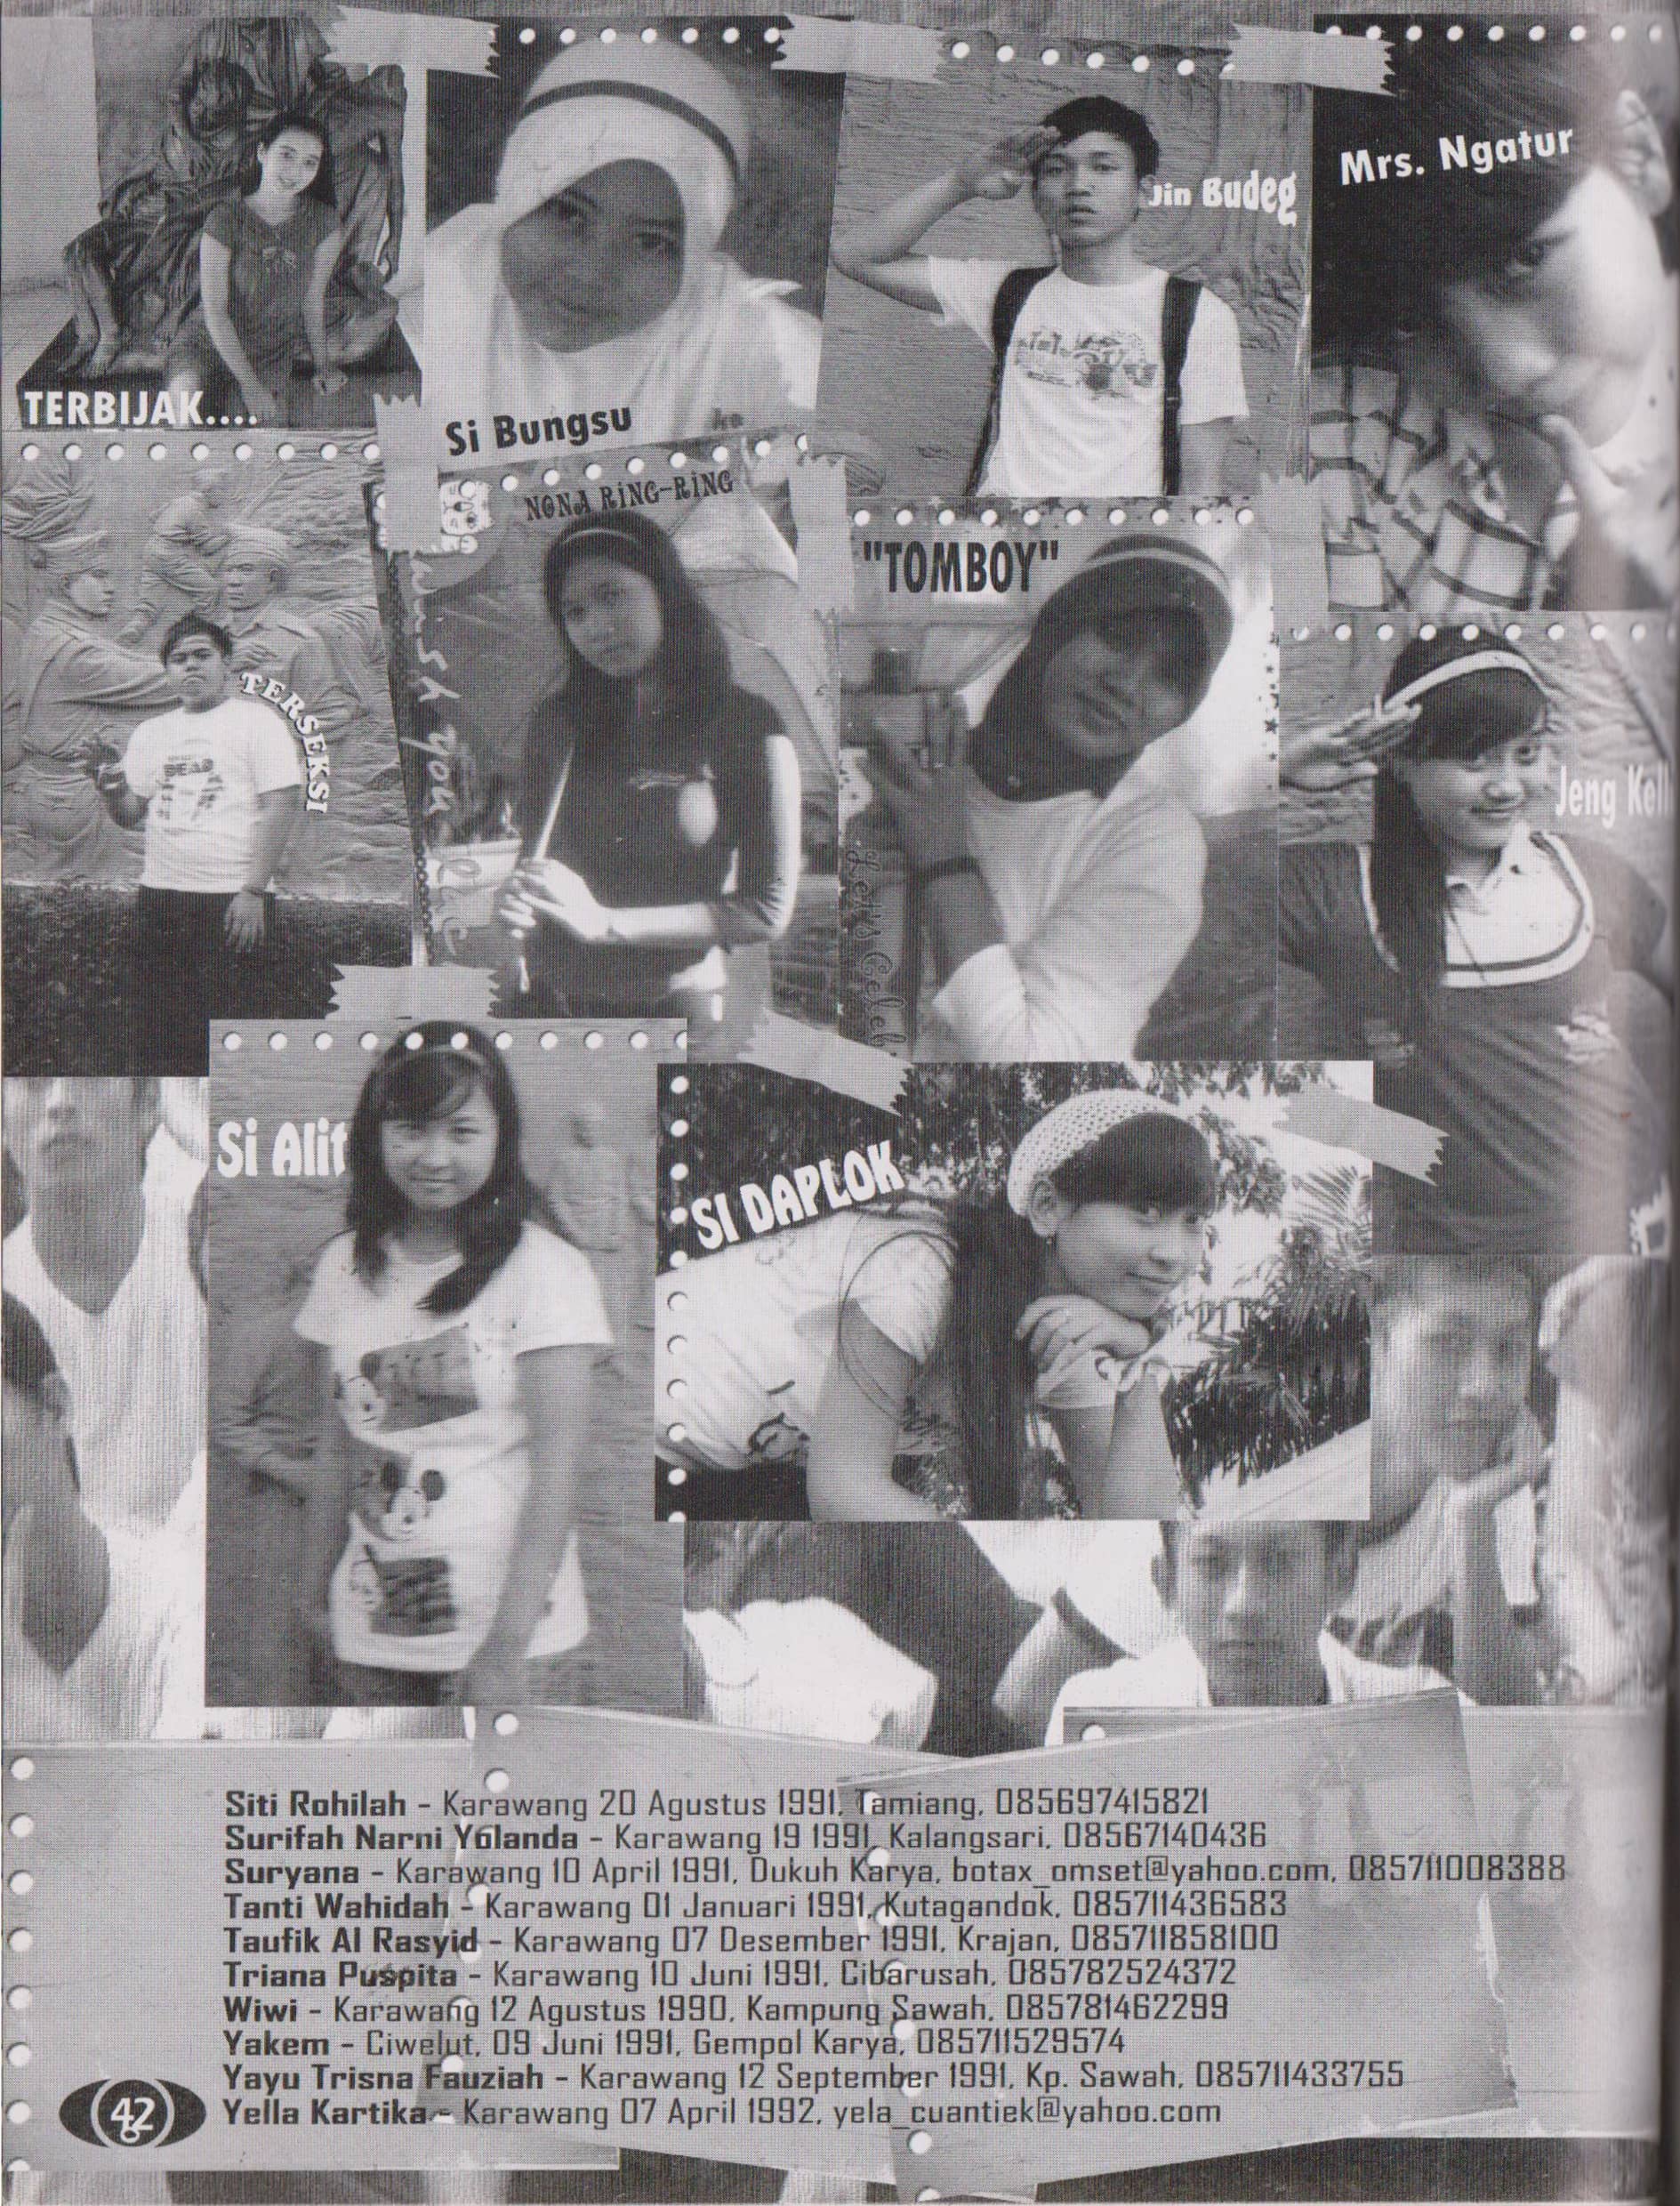 Mrs. Ngatur
Jin Budeg
TERBIJAK....
Si Bungsu
NONA RING-RING
"TOMBOY"
TERSEKSI
miss you
Jeng Kell
Let's Celeb
Si Alit
SI DAPLOK
Siti Rohilah - Karawang 20 Agustus 1991, Tamiang, 085697415821
Surifah Narni Yolanda - Karawang 19 1991, Kalangsari, 08567140436
Suryana - Karawang 10 April 1991, Dukuh Karya, botax_omset@yahoo.com, 085711008388
Tanti Wahidah - Karawang 01 Januari 1991, Kutagandok, 085711436583
Taufik Al Rasyid - Karawang 07 Desember 1991, Krajan, 085711858100
Triana Puspita - Karawang 10 Juni 1991, Cibarusah, 085782524372
Wiwi - Karawang 12 Agustus 1990, Kampung Sawah, 085781462299
Yakem - Ciwelut, 09 Juni 1991, Gempol Karya, 085711529574
Yayu Trisna Fauziah - Karawang 12 September 1991, Kp. Sawah, 085711433755
Yella Kartika - Karawang 07 April 1992, yela_cuantiek@yahoo.com
42